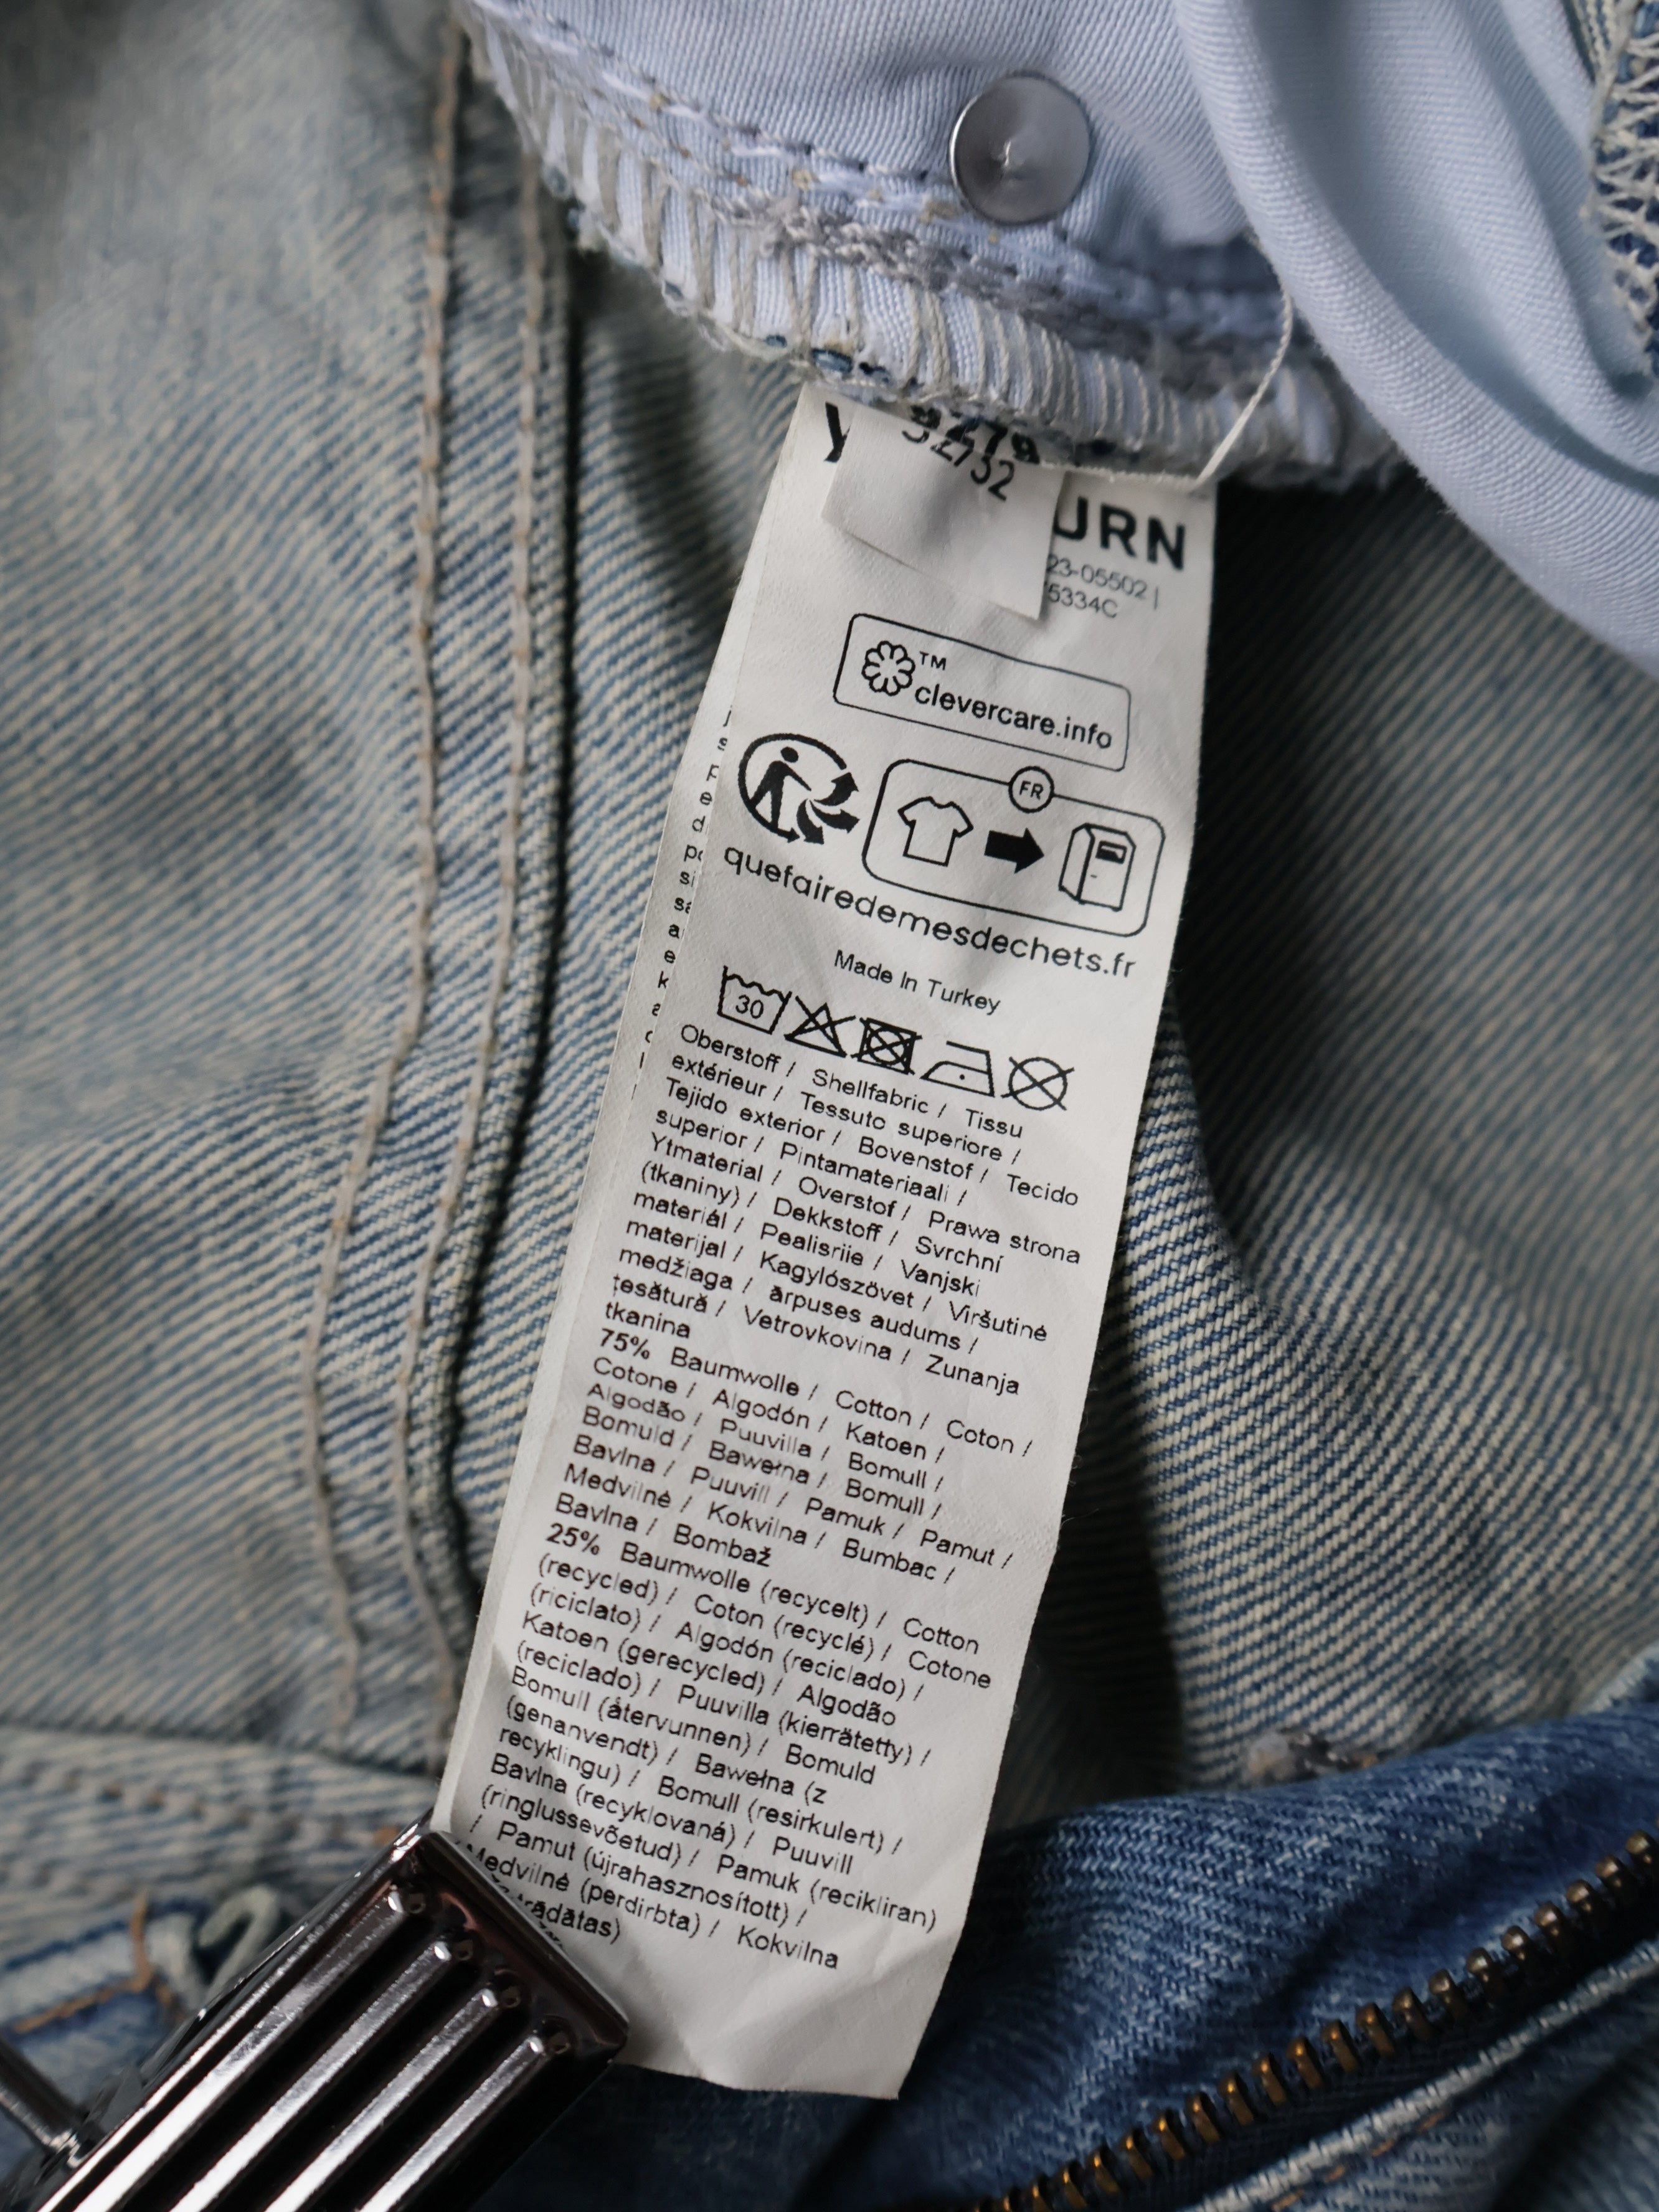 Y
URN
23-05502 |
5334C
TM
clevercare.info
FR
quefairedemesdechets.fr
Made In Turkey
30
Oberstoff / Shellfabric / Tissu
extérieur / Tessuto superiore /
Tejido exterior / Bovenstof / Tecido
superior / Pintamateriaali /
Ytmaterial / Overstof / Prawa strona
(tkaniny) / Dekkstoff / Svrchní
materiál / Pealisriie / Vanjski
materijal / Kagylószövet / Viršutinė
medžiaga / ārpuses audums /
țesătură / Vetrovkovina / Zunanja
tkanina
75% Baumwolle / Cotton / Coton /
Cotone / Algodón / Katoen /
Algodão / Puuvilla / Bomull /
Bomuld / Bawełna / Bomull /
Bavlna / Puuvill / Pamuk / Pamut /
Medvilnė / Kokvilna / Bumbac /
Bavlna / Bombaž
25% Baumwolle (recycelt) / Cotton
(recycled) / Coton (recyclé) / Cotone
(riciclato) / Algodón (reciclado) /
Katoen (gerecycled) / Algodão
(reciclado) / Puuvilla (kierrätetty) /
Bomull (återvunnen) / Bomuld
(genanvendt) / Bawełna (z
recyklingu) / Bomull (resirkulert) /
Bavlna (recyklovaná) / Puuvill
(ringlussevõetud) / Pamuk (recikliran)
/ Pamut (újrahasznosított) /
Medvilnė (perdirbta) / Kokvilna